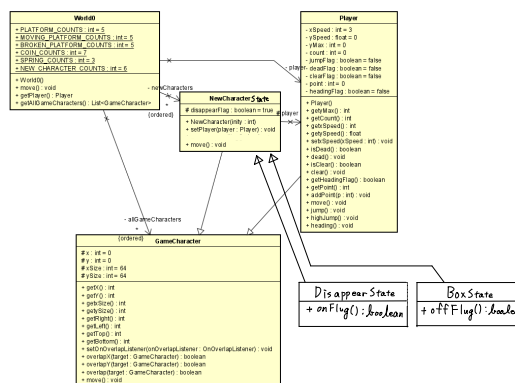 World0
+ PLATFORM_COUNTS : int = 5
+ MOVING_PLATFORM_COUNTS : int = 5
+ BROKEN_PLATFORM_COUNTS : int = 5
+ COIN_COUNTS : int = 7
+ SPRING_COUNTS : int = 3
+ NEW_CHARACTER_COUNTS : int = 6
+ World0()
+ move() : void
+ getPlayer() : Player
+ getAllGameCharacters() : List<GameCharacter>
- newCharacters
*
{ordered}
NewCharacterState
# disappearFlag : boolean = true
+ NewCharacter(inity : int)
+ setPlayer(player : Player) : void
+ move() : void
# player
Player
- xSpeed : int = 3
- ySpeed : float = 0
- yMax : int = 0
- count : int = 0
- jumpFlag : boolean = false
- deadFlag : boolean = false
- clearFlag : boolean = false
- point : int = 0
- headingFlag : boolean = false
+ Player()
+ getyMax() : int
+ getCount() : int
+ getxSpeed() : int
+ getySpeed() : float
+ setxSpeed(xSpeed : int) : void
+ isDead() : boolean
+ dead() : void
+ isClear() : boolean
+ clear() : void
+ getHeadingFlag() : boolean
+ getPoint() : int
+ addPoint(p : int) : void
+ move() : void
+ jump() : void
+ highJump() : void
+ heading() : void
- allGameCharacters
*
{ordered}
GameCharacter
# x : int = 0
# y : int = 0
# xSize : int = 64
# ySize : int = 64
+ getX() : int
+ getY() : int
+ getxSize() : int
+ getySize() : int
+ getRight() : int
+ getLeft() : int
+ getTop() : int
+ getBottom() : int
+ setOnOverlapListener(onOverlapListener : OnOverlapListener) : void
+ overlapX(target : GameCharacter) : boolean
+ overlapY(target : GameCharacter) : boolean
+ overlap(target : GameCharacter) : boolean
+ move() : void
DisappearState
+ onFlug() : boolean
BoxState
+ offFlug() : boolea